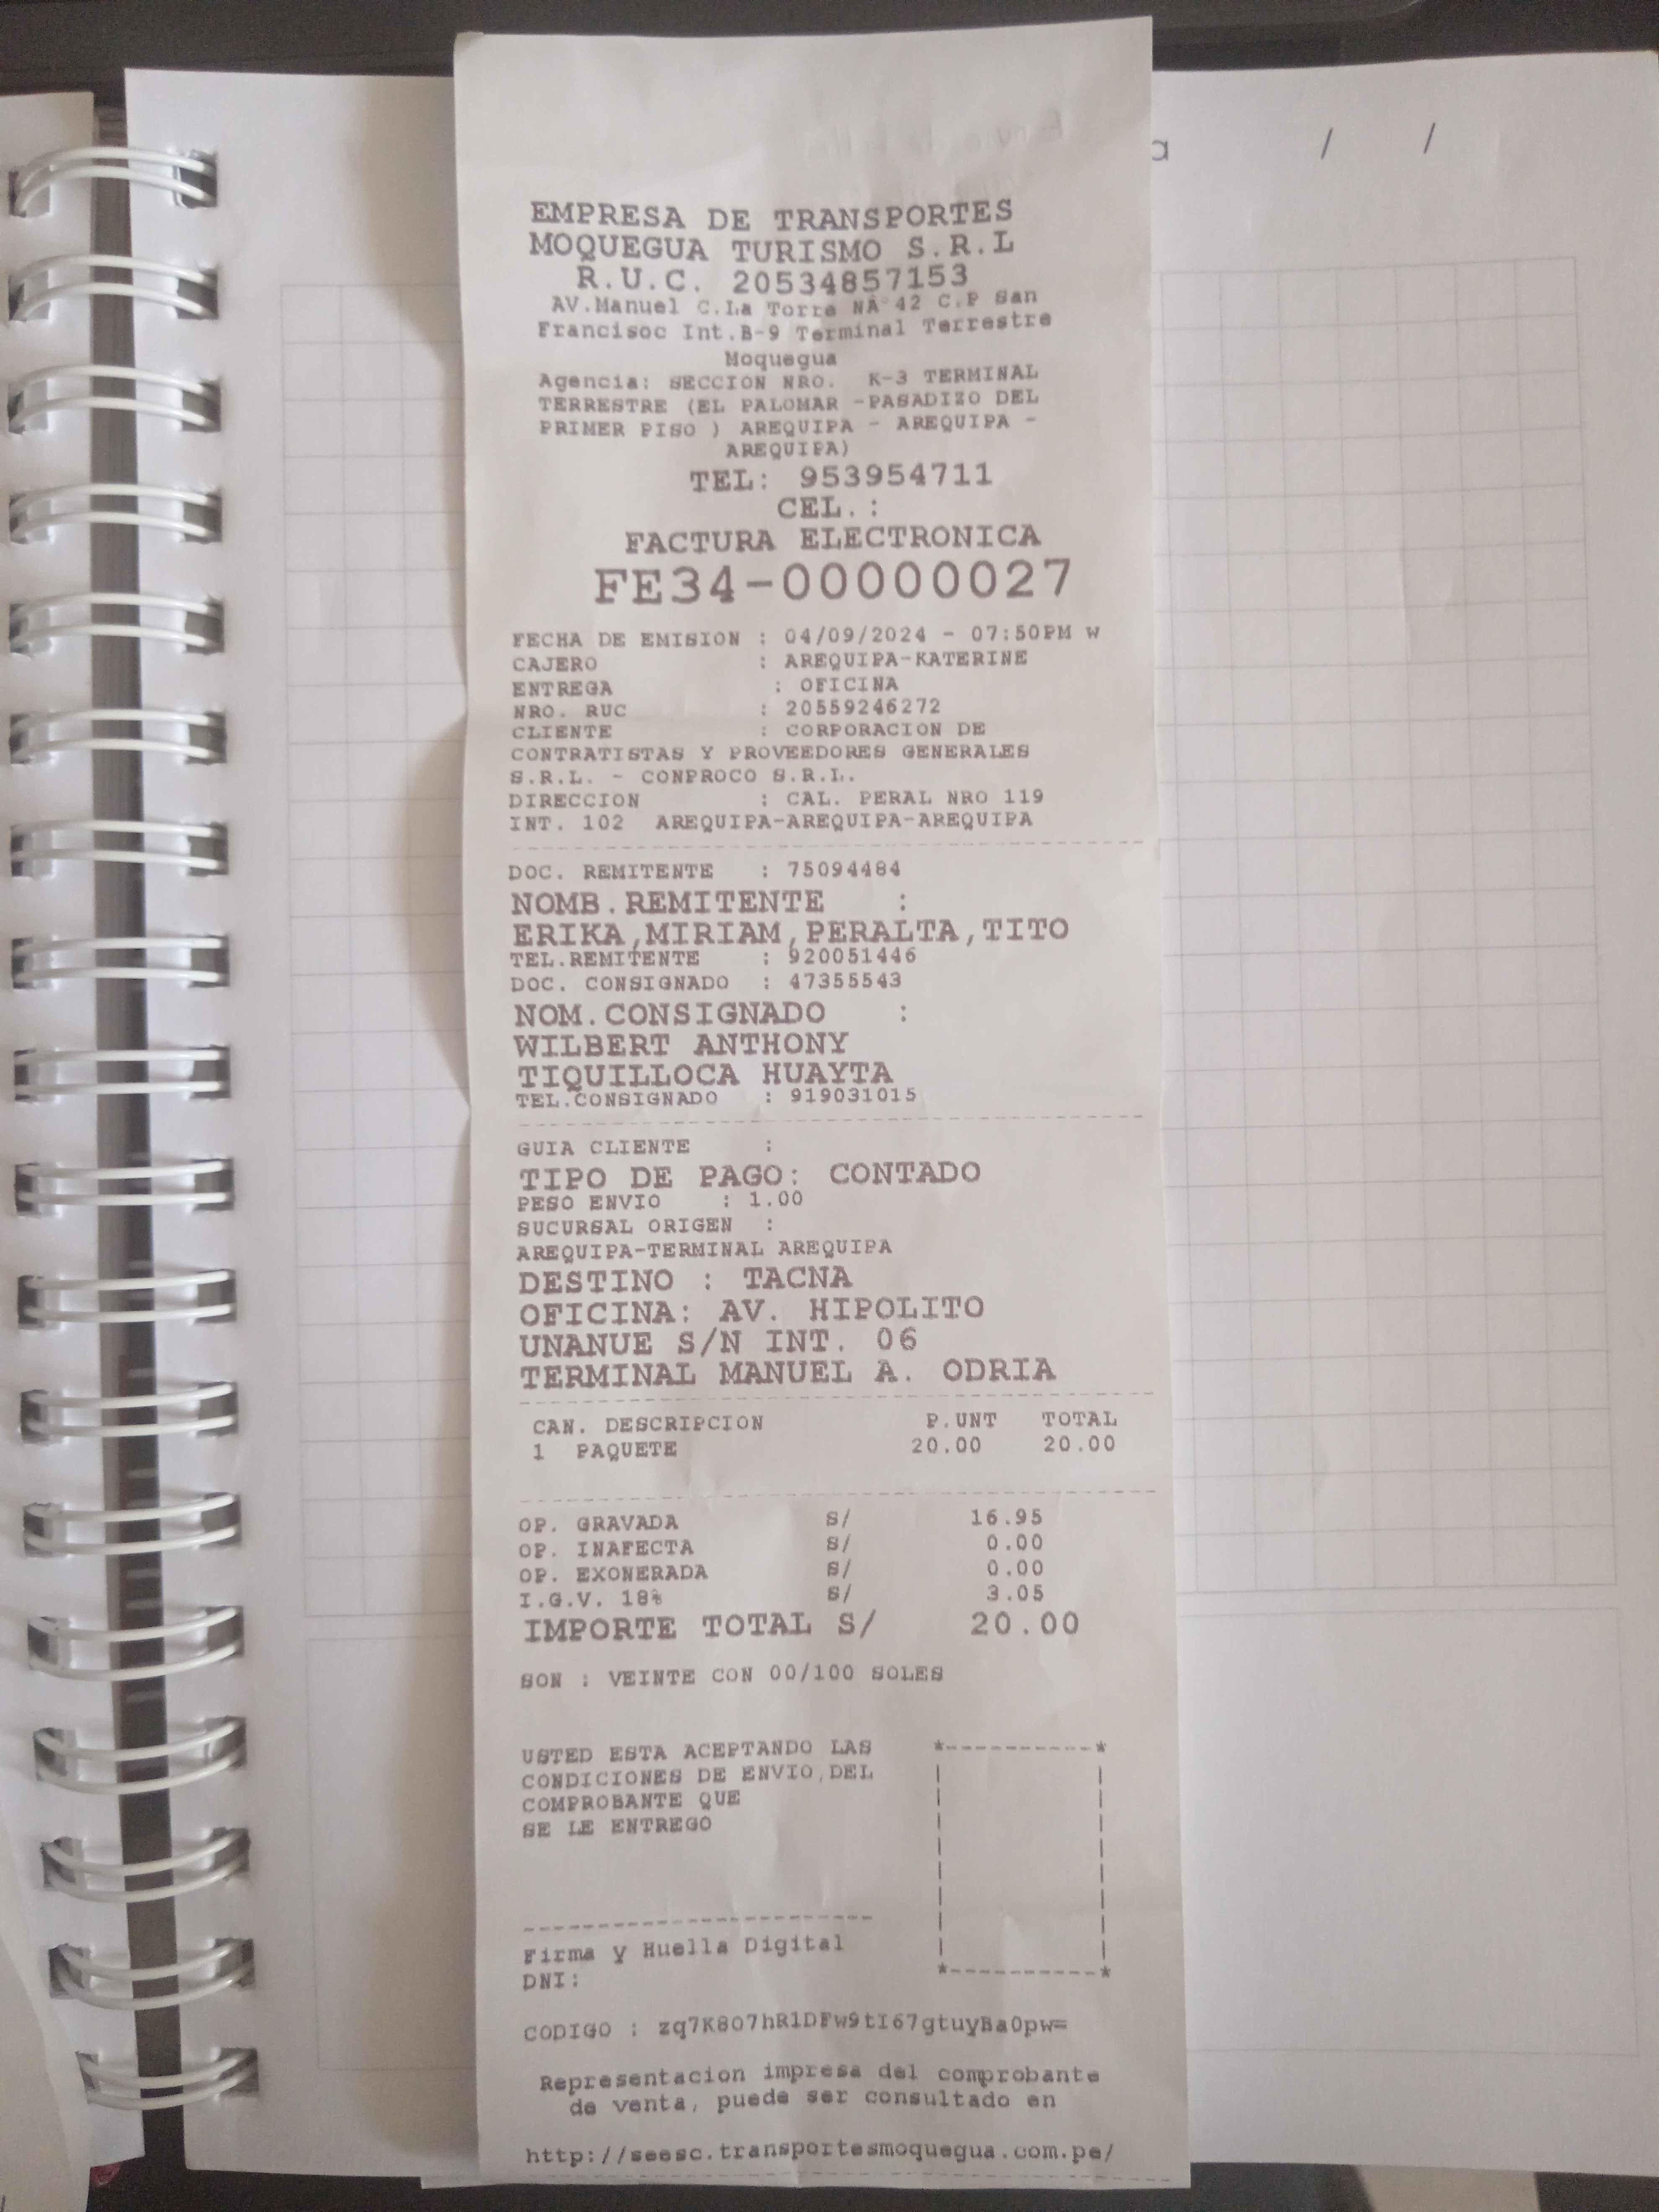 EMPRESA DE TRANSPORTES
MOQUEGUA TURISMO S.R.L
R.U.C. 20534857153
AV.Manuel C.La Torre NÂ°42 C.P San
Francisoc Int.B-9 Terminal Terrestre
Moquegua
Agencia: SECCION NRO.  K-3 TERMINAL
TERRESTRE (EL PALOMAR -PASADIZO DEL
PRIMER PISO ) AREQUIPA - AREQUIPA -
AREQUIPA)
TEL: 953954711
CEL.:
FACTURA ELECTRONICA
FE34-00000027
FECHA DE EMISION : 04/09/2024 - 07:50PM W
CAJERO : AREQUIPA-KATERINE
ENTREGA : OFICINA
NRO. RUC : 20559246272
CLIENTE : CORPORACION DE
CONTRATISTAS Y PROVEEDORES GENERALES
S.R.L. - CONPROCO S.R.L.
DIRECCION : CAL. PERAL NRO 119
INT. 102  AREQUIPA-AREQUIPA-AREQUIPA
DOC. REMITENTE : 75094484
NOMB.REMITENTE :
ERIKA,MIRIAM,PERALTA,TITO
TEL.REMITENTE : 920051446
DOC. CONSIGNADO : 47355543
NOM.CONSIGNADO :
WILBERT ANTHONY
TIQUILLOCA HUAYTA
TEL.CONSIGNADO : 919031015
GUIA CLIENTE :
TIPO DE PAGO: CONTADO
PESO ENVIO : 1.00
SUCURSAL ORIGEN :
AREQUIPA-TERMINAL AREQUIPA
DESTINO : TACNA
OFICINA: AV. HIPOLITO
UNANUE S/N INT. 06
TERMINAL MANUEL A. ODRIA
CAN. DESCRIPCION P.UNT TOTAL
1 PAQUETE 20.00 20.00
OP. GRAVADA S/ 16.95
OP. INAFECTA S/ 0.00
OP. EXONERADA S/ 0.00
I.G.V. 18% S/ 3.05
IMPORTE TOTAL S/ 20.00
SON : VEINTE CON 00/100 SOLES
USTED ESTA ACEPTANDO LAS
CONDICIONES DE ENVIO,DEL
COMPROBANTE QUE
SE LE ENTREGO
Firma y Huella Digital
DNI:
CODIGO : zq7K8O7hR1DFw9tI67gtuyBa0pw=
Representacion impresa del comprobante
de venta, puede ser consultado en
http://seesc.transportesmoquegua.com.pe/